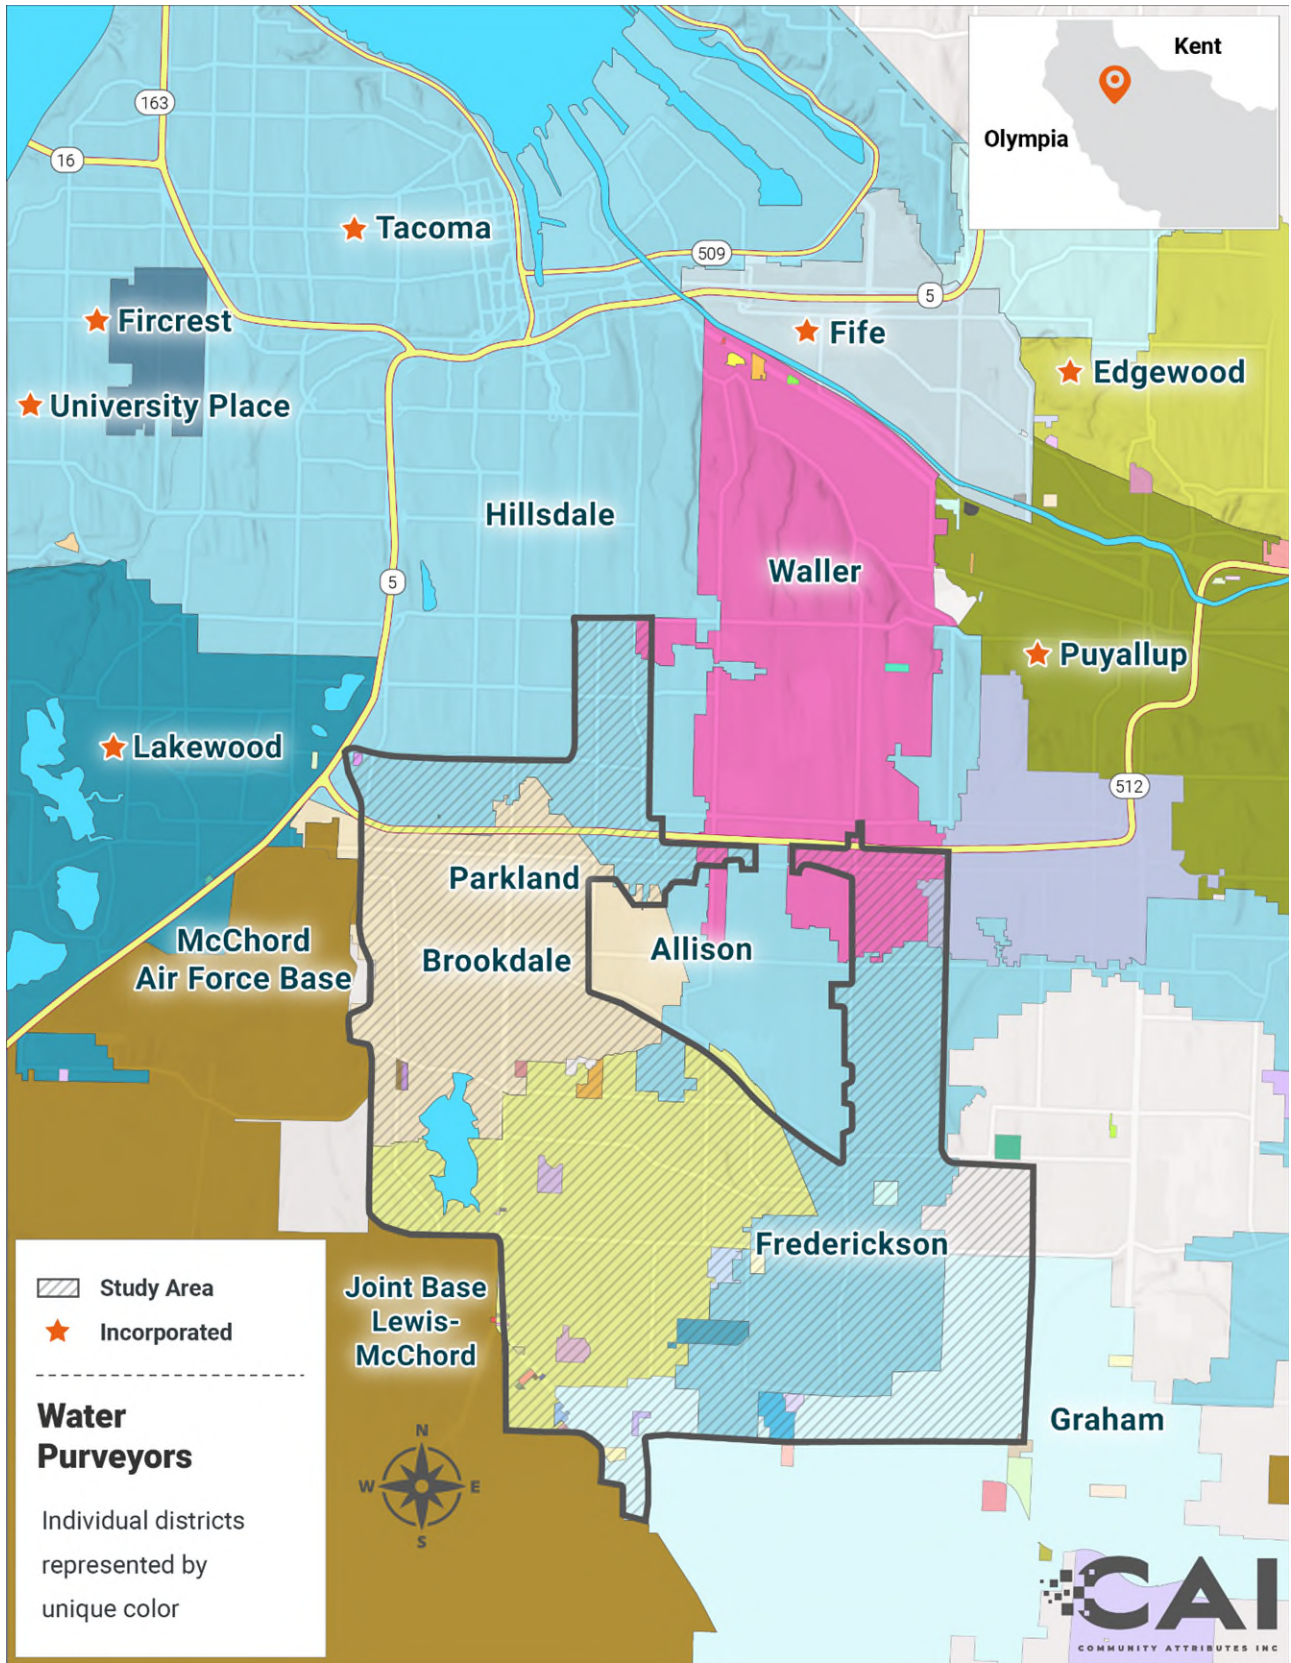 Kent
Olympia
163
16
Tacoma
509
5
Fircrest
Fife
Edgewood
University Place
Hillsdale
Waller
5
Puyallup
Lakewood
512
Parkland
McChord
Air Force Base
Brookdale
Allison
Frederickson
Joint Base
Lewis-
McChord
Graham
Study Area
Incorporated
Water
Purveyors
Individual districts
represented by
unique color
N
W
E
S
CAI
COMMUNITY ATTRIBUTES INC